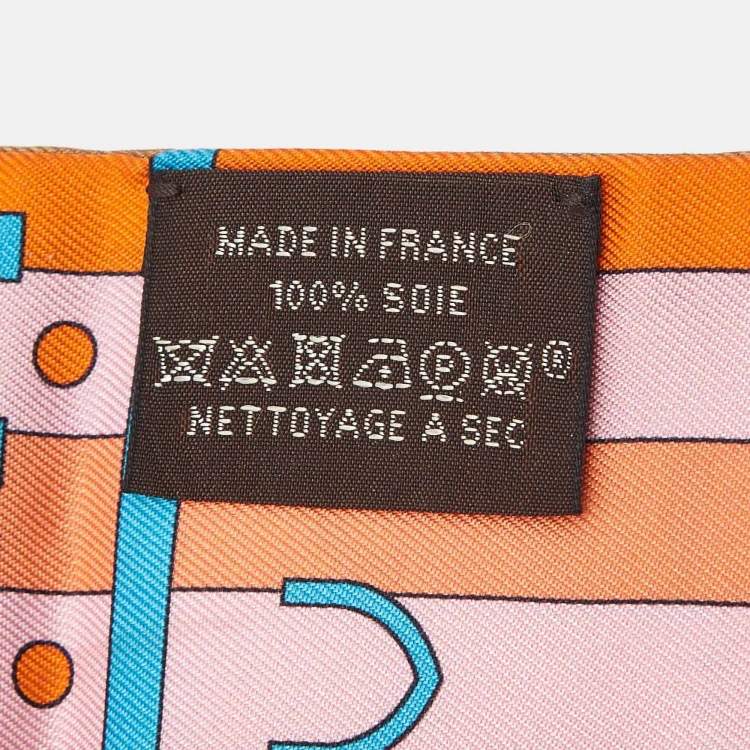 MADE IN FRANCE
100% SOIE
P ®
NETTOYAGE A SEC